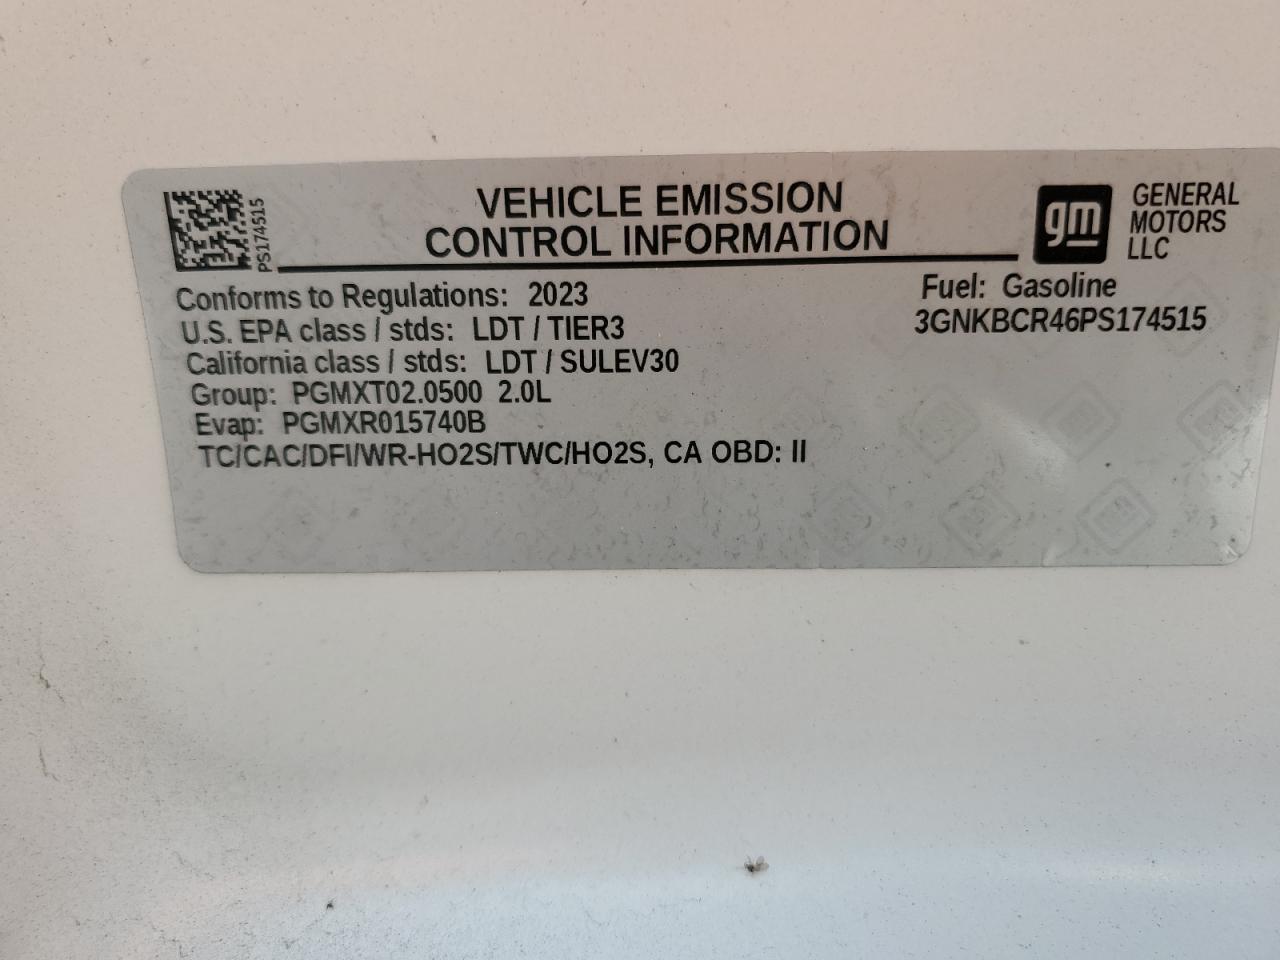 PS174515
VEHICLE EMISSION
CONTROL INFORMATION
gm
GENERAL
MOTORS
LLC
Conforms to Regulations: 2023
U.S. EPA class / stds: LDT / TIER3
California class / stds: LDT / SULEV30
Group: PGMXT02.0500 2.0L
Evap: PGMXR015740B
TC/CAC/DFI/WR-HO2S/TWC/HO2S, CA OBD: II
Fuel: Gasoline
3GNKBCR46PS174515